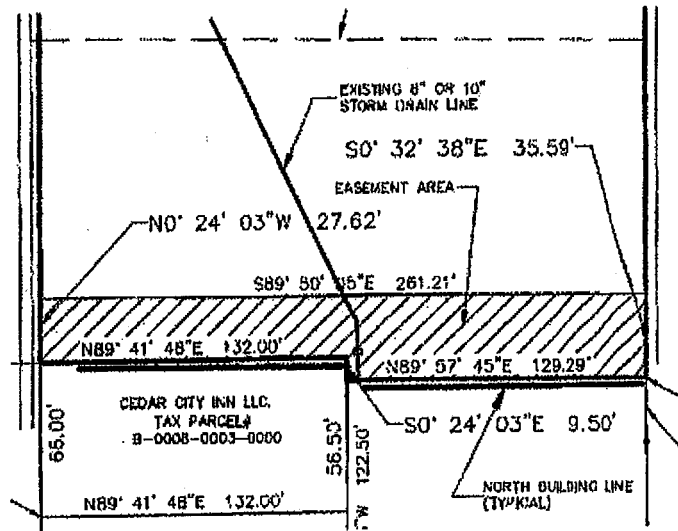 EXISTING 8" OR 10"
STORM DRAIN LINE
S0° 32' 38"E 35.59'
EASEMENT AREA
N0° 24' 03"W 27.62'
261.21'
N89° 41' 48"E 132.00'
N89° 57' 45"E 129.29'
CEDAR CITY INN LLC.
TAX PARCEL#
B-0008-0003-0000
66.00'
56.50'
122.50'
S0° 24' 03"E 9.50'
NORTH BUILDING LINE
(TYPICAL)
N89° 41' 48"E 132.00'